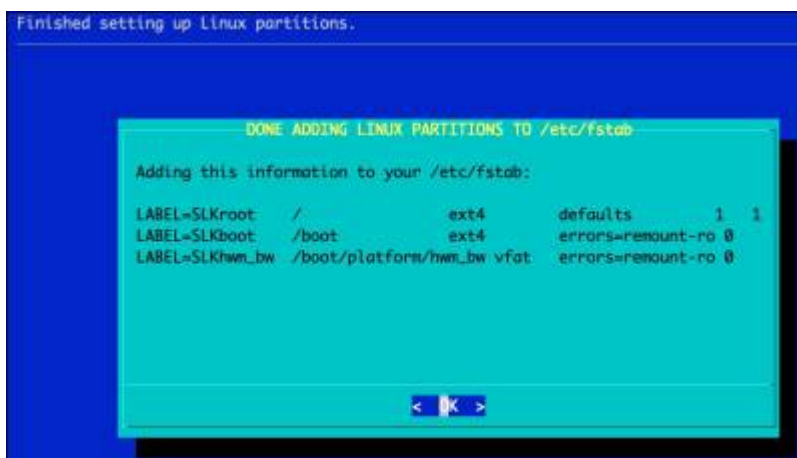 Finished setting up Linux partitions.
DONE ADDING LINUX PARTITIONS TO /etc/fstab
Adding this information to your /etc/fstab:
LABEL=SLKroot / ext4 defaults 1 1
LABEL=SLKboot /boot ext4 errors=remount-ro 0
LABEL=SLKhwm_bw /boot/platform/hwm_bw vfat errors=remount-ro 0
< OK >